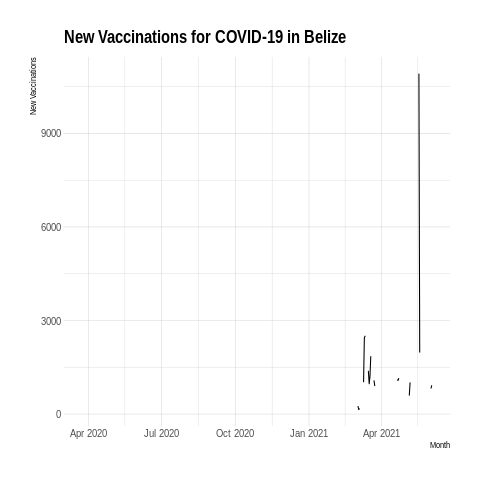 New Vaccinations for COVID-19 in Belize
New Vaccinations
9000
6000
3000
0
Apr 2020 Jul 2020 Oct 2020 Jan 2021 Apr 2021
Month